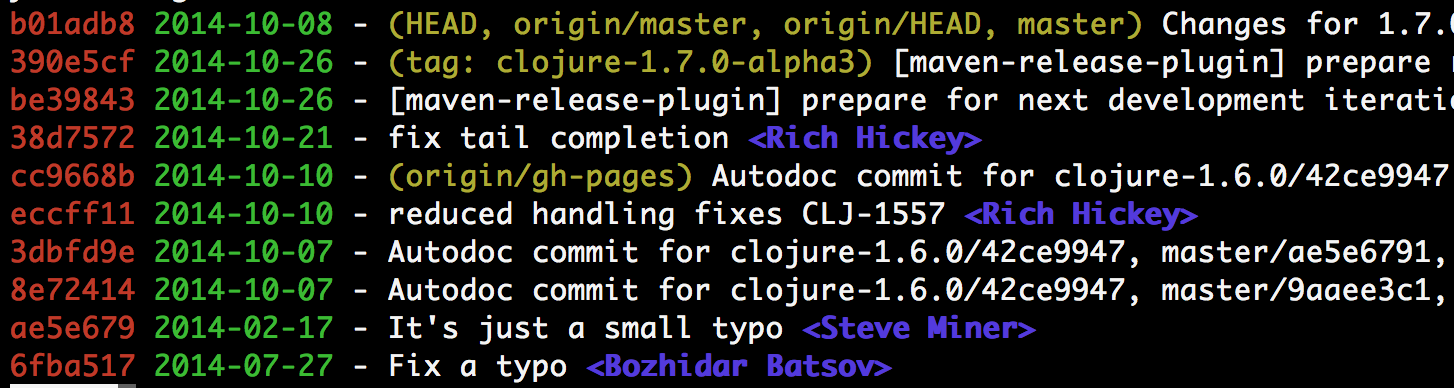 b01adb8 2014-10-08 - (HEAD, origin/master, origin/HEAD, master) Changes for 1.7.0
390e5cf 2014-10-26 - (tag: clojure-1.7.0-alpha3) [maven-release-plugin] prepare
be39843 2014-10-26 - [maven-release-plugin] prepare for next development iteratio
38d7572 2014-10-21 - fix tail completion <Rich Hickey>
cc9668b 2014-10-10 - (origin/gh-pages) Autodoc commit for clojure-1.6.0/42ce9947
eccff11 2014-10-10 - reduced handling fixes CLJ-1557 <Rich Hickey>
3dbfd9e 2014-10-07 - Autodoc commit for clojure-1.6.0/42ce9947, master/ae5e6791,
8e72414 2014-10-07 - Autodoc commit for clojure-1.6.0/42ce9947, master/9aaee3c1,
ae5e679 2014-02-17 - It's just a small typo <Steve Miner>
6fba517 2014-07-27 - Fix a typo <Bozhidar Batsov>